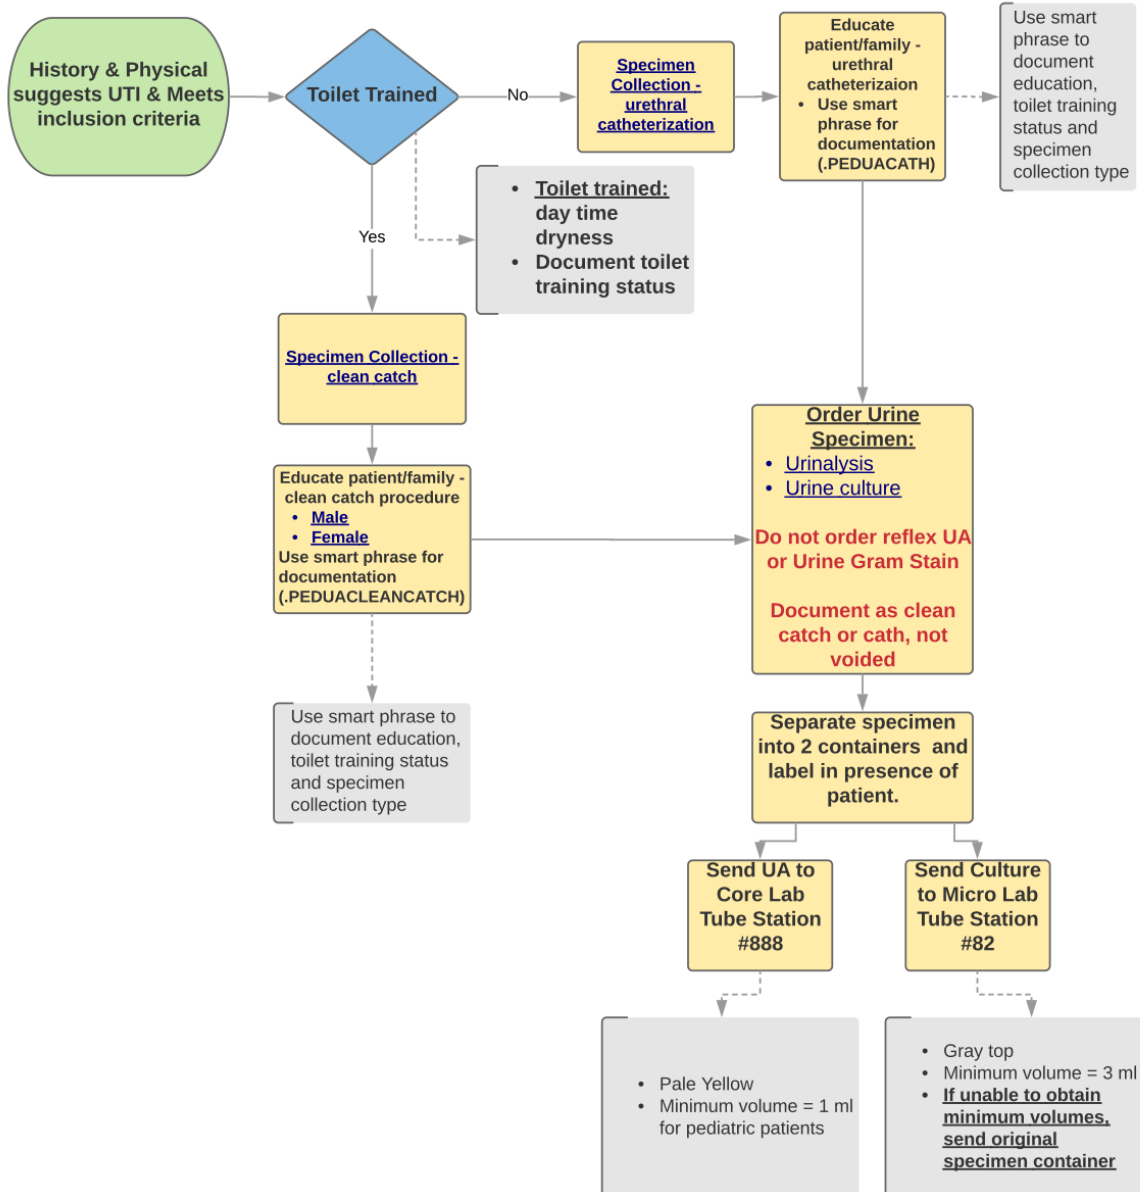 History & Physical
suggests UTI & Meets
inclusion criteria
Toilet Trained
No
Specimen
Collection -
urethral
catheterization
Educate
patient/family -
urethral
catheterizaion
• Use smart
phrase for
documentation
(.PEDUACATH)
Use smart
phrase to
document
education,
toilet training
status and
specimen
collection type
• Toilet trained:
day time
dryness
• Document toilet
training status
Yes
Specimen Collection -
clean catch
Educate patient/family -
clean catch procedure
• Male
• Female
Use smart phrase for
documentation
(.PEDUACLEANCATCH)
Use smart phrase to
document education,
toilet training status
and specimen
collection type
Order Urine
Specimen:
• Urinalysis
• Urine culture
Do not order reflex UA
or Urine Gram Stain
Document as clean
catch or cath, not
voided
Separate specimen
into 2 containers and
label in presence of
patient.
Send UA to
Core Lab
Tube Station
#888
Send Culture
to Micro Lab
Tube Station
#82
• Pale Yellow
• Minimum volume = 1 ml
for pediatric patients
• Gray top
• Minimum volume = 3 ml
• If unable to obtain
minimum volumes,
send original
specimen container